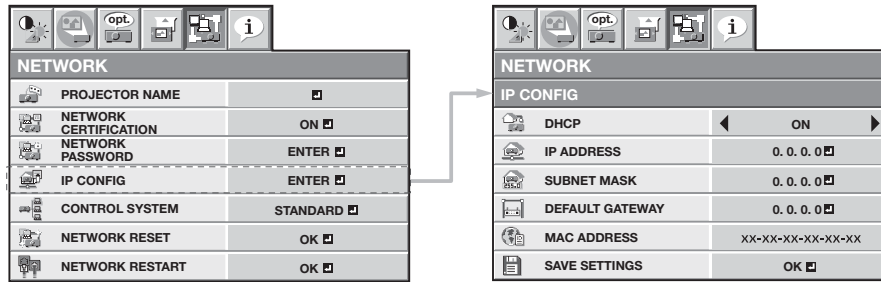 opt.
i
NETWORK
PROJECTOR NAME
NETWORK
CERTIFICATION
ON
NETWORK
PASSWORD
ENTER
IP CONFIG
ENTER
CONTROL SYSTEM
STANDARD
NETWORK RESET
OK
NETWORK RESTART
OK
opt.
i
NETWORK
IP CONFIG
DHCP
ON
IP ADDRESS
0. 0. 0. 0
SUBNET MASK
0. 0. 0. 0
255.0
DEFAULT GATEWAY
0. 0. 0. 0
MAC ADDRESS
xx-xx-xx-xx-xx-xx
SAVE SETTINGS
OK